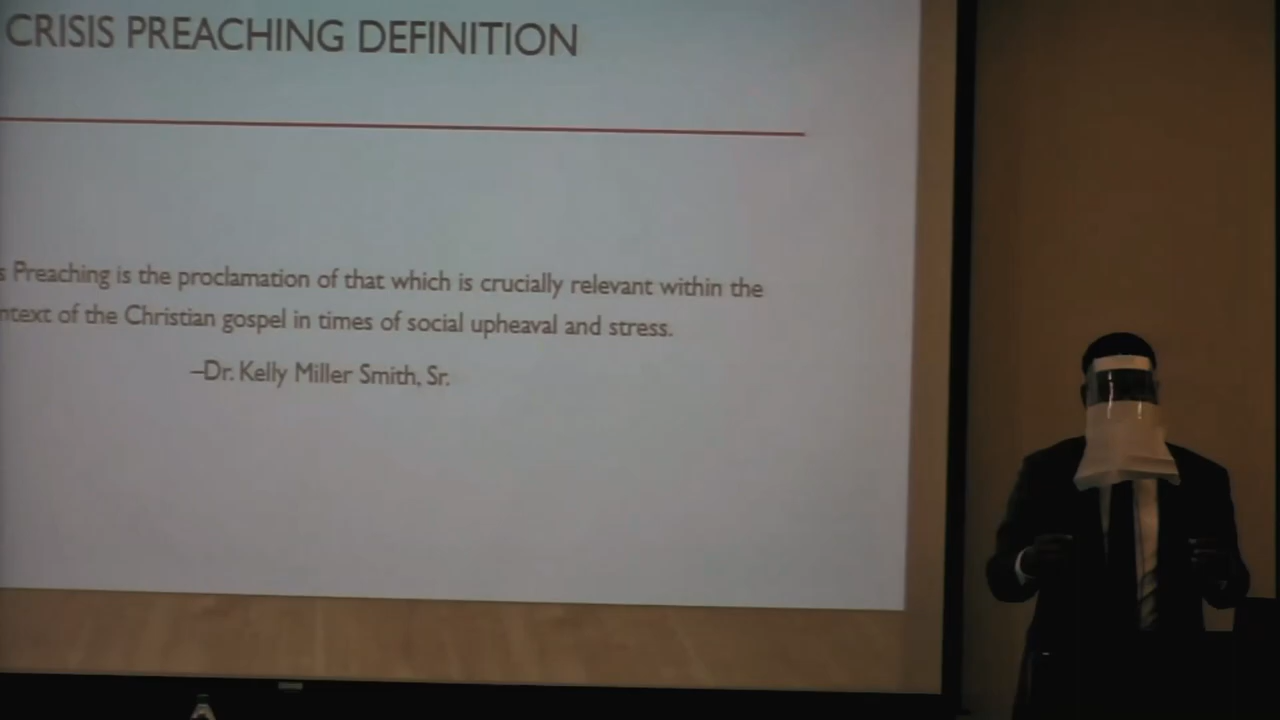 CRISIS PREACHING DEFINITION
s Preaching is the proclamation of that which is crucially relevant within the
ntext of the Christian gospel in times of social upheaval and stress.
–Dr. Kelly Miller Smith, Sr.